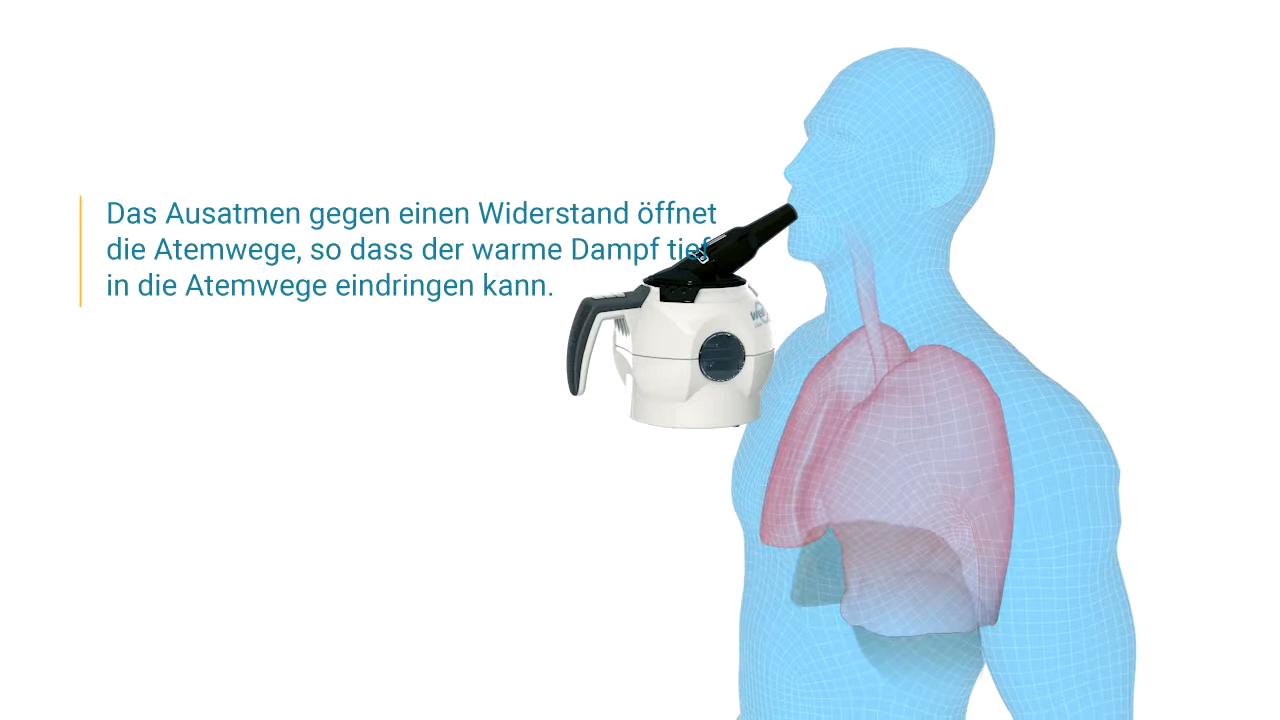 Das Ausatmen gegen einen Widerstand öffnet
die Atemwege, so dass der warme Dampf tief
in die Atemwege eindringen kann.